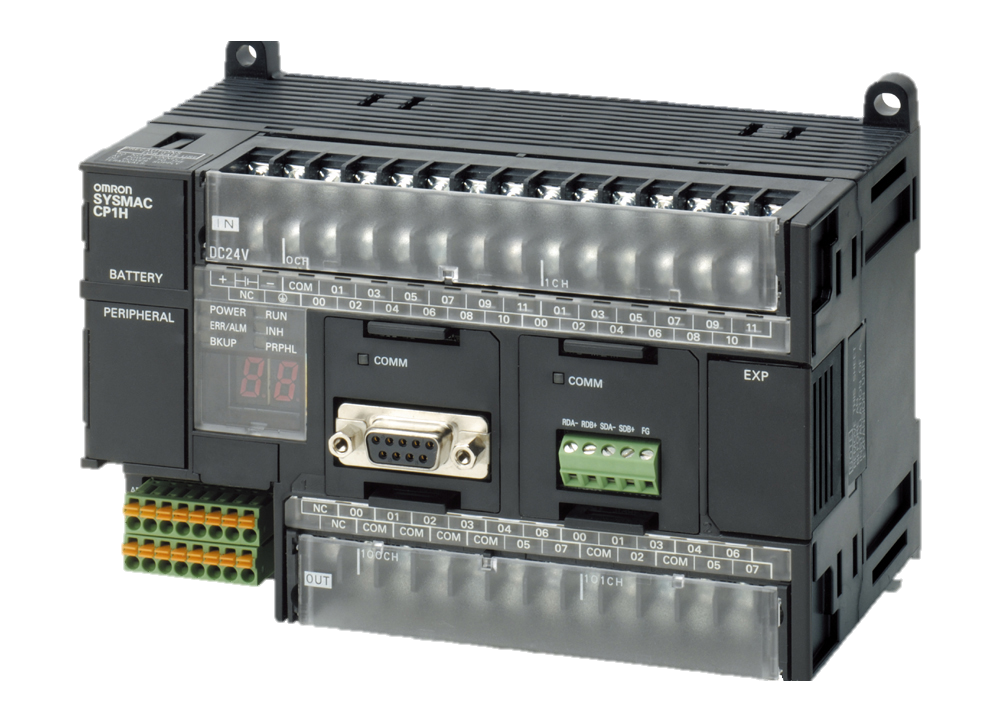 OMRON
SYSMAC
CP1H
BATTERY
PERIPHERAL
IN
DC24V
0CH
1CH
+ - COM 01 03 05 07 09 11 01 03 05 07 09 11
NC 00 02 04 06 08 10 00 02 04 06 08 10
POWER RUN
ERR/ALM INH
BKUP PRPHL
88
COMM
COMM
RDA- RDB+ SDA- SDB+ FG
EXP
NC 00 01 02 03 04 06 00 01 03 04 06
NC COM COM COM COM 05 07 COM 02 COM 05 07
OUT
100CH
101CH